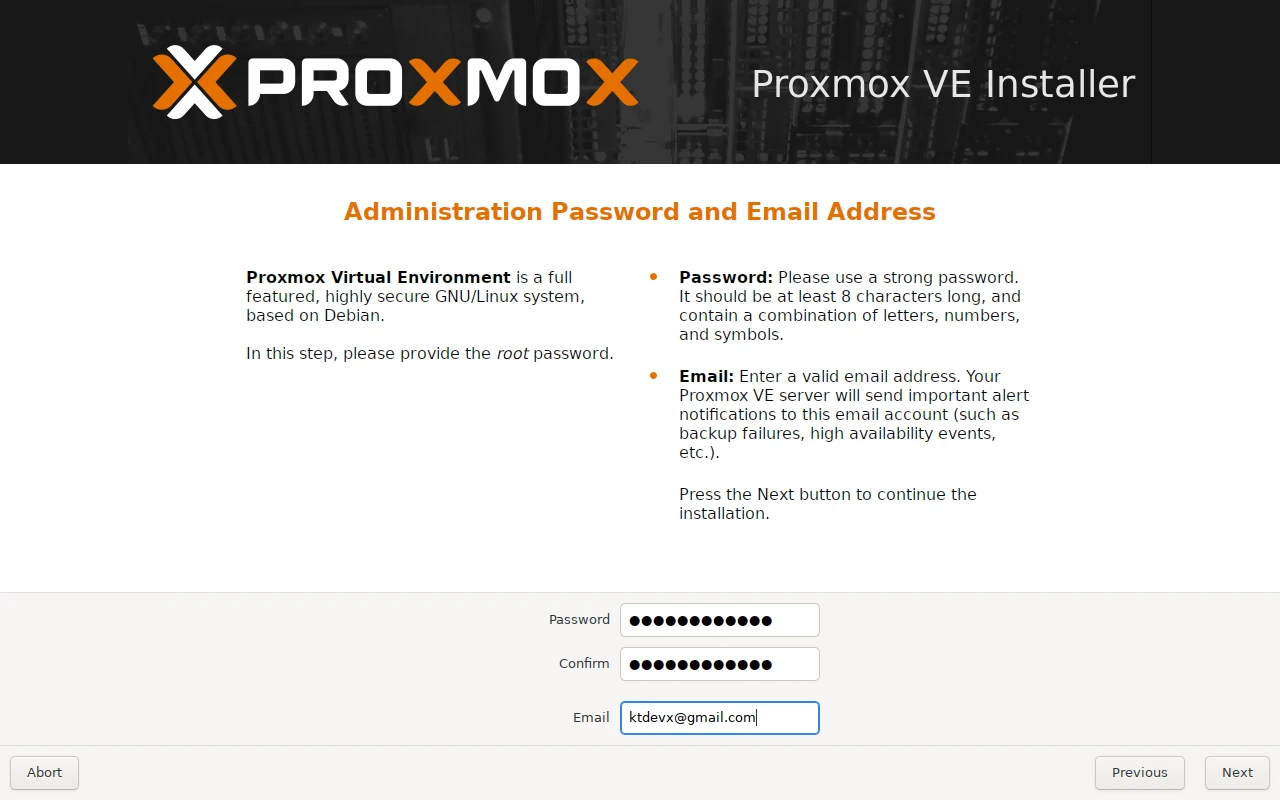 PROXMOX
Proxmox VE Installer
Administration Password and Email Address
Proxmox Virtual Environment is a full
featured, highly secure GNU/Linux system,
based on Debian.
In this step, please provide the root password.
Password: Please use a strong password.
It should be at least 8 characters long, and
contain a combination of letters, numbers,
and symbols.
Email: Enter a valid email address. Your
Proxmox VE server will send important alert
notifications to this email account (such as
backup failures, high availability events,
etc.).
Press the Next button to continue the
installation.
Password ●●●●●●●●●●●●
Confirm ●●●●●●●●●●●●
Email ktdevx@gmail.com
Abort Previous Next